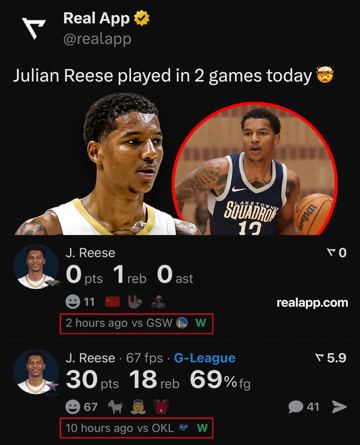 Real App
@realapp
Julian Reese played in 2 games today 🤯
LAKETOWN
SQUADRON
13
J. Reese
0 pts 1 reb 0 ast
0
11
realapp.com
2 hours ago vs GSW W
J. Reese · 67 fps · G-League
5.9
30 pts 18 reb 69% fg
67
41
10 hours ago vs OKL W